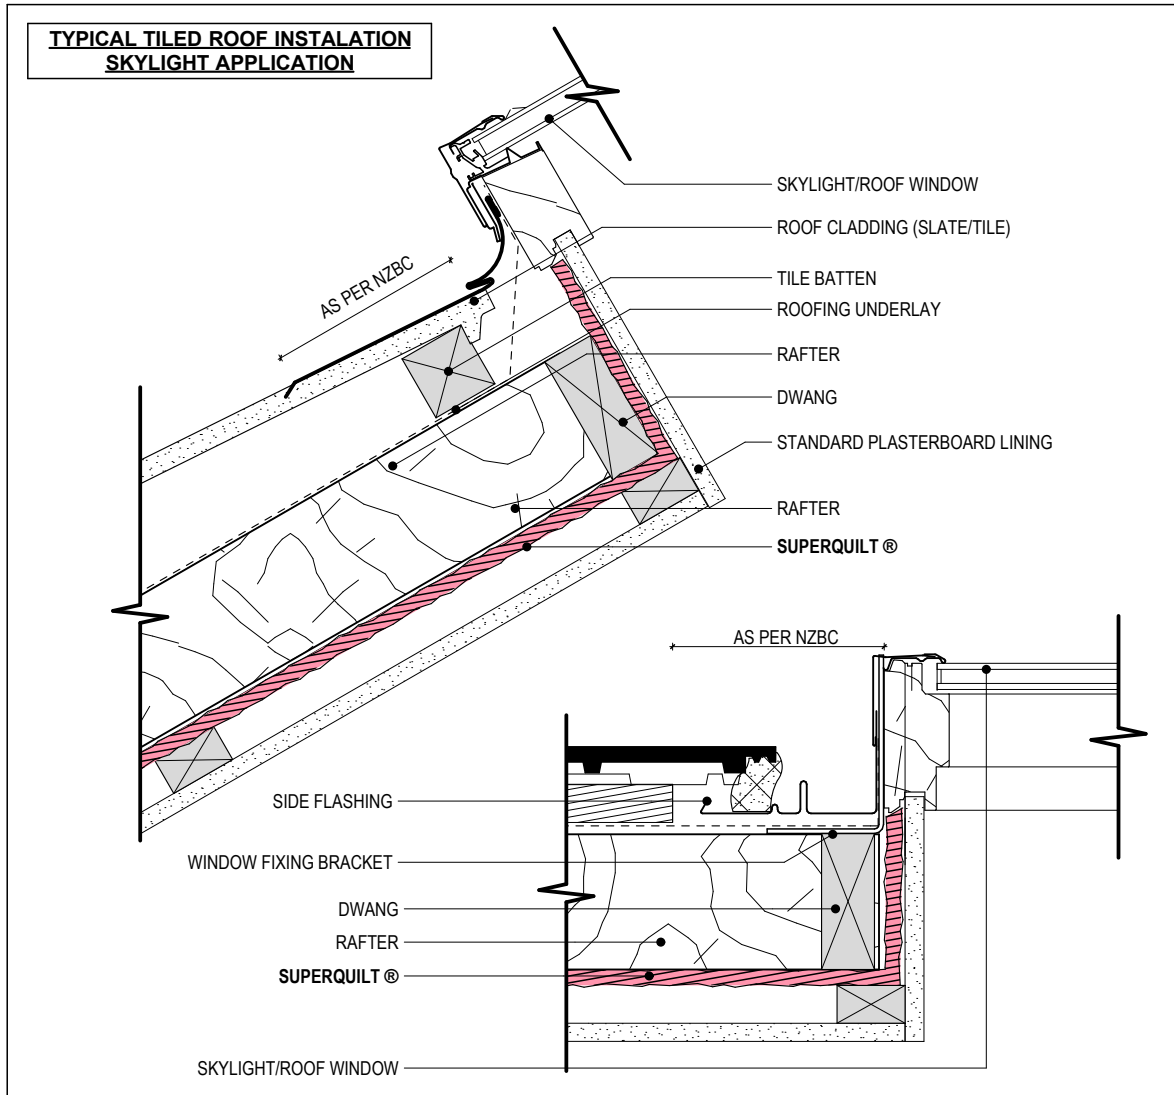 TYPICAL TILED ROOF INSTALATION
SKYLIGHT APPLICATION
SKYLIGHT/ROOF WINDOW
ROOF CLADDING (SLATE/TILE)
AS PER NZBC
TILE BATTEN
ROOFING UNDERLAY
RAFTER
DWANG
STANDARD PLASTERBOARD LINING
RAFTER
SUPERQUILT ®
AS PER NZBC
SIDE FLASHING
WINDOW FIXING BRACKET
DWANG
RAFTER
SUPERQUILT ®
SKYLIGHT/ROOF WINDOW